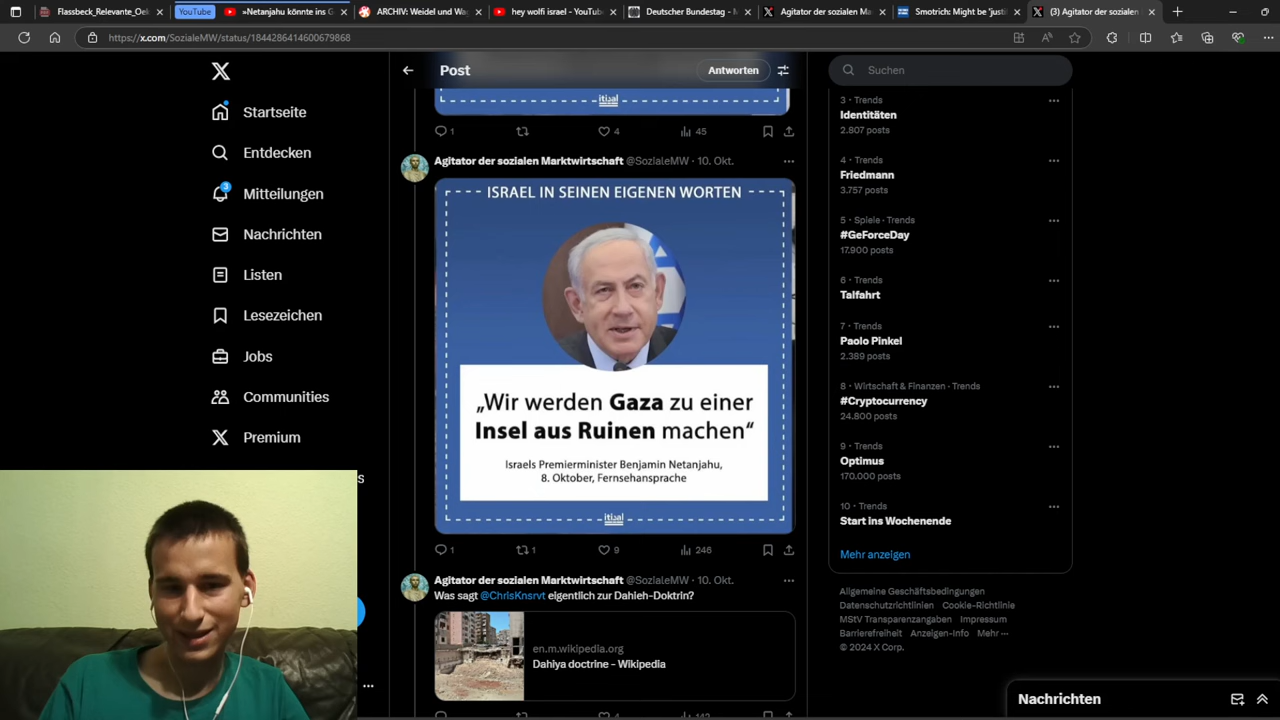 Flassbeck_Relevante_Oek
YouTube
»Netanjahu könnte ins G
ARCHIV: Weidel und Wa
hey wolfi israel - YouTub
Deutscher Bundestag - M
Agitator der sozialen Ma
Smotrich: Might be 'justi
(3) Agitator der sozialen
https://x.com/SozialeMW/status/1844286414600679868
Startseite
Entdecken
3
Mitteilungen
Nachrichten
Listen
Lesezeichen
Jobs
Communities
Premium
Post
Antworten
1
4
45
Agitator der sozialen Marktwirtschaft @SozialeMW · 10. Okt.
ISRAEL IN SEINEN EIGENEN WORTEN
„Wir werden Gaza zu einer
Insel aus Ruinen machen“
Israels Premierminister Benjamin Netanjahu,
8. Oktober, Fernsehansprache
1
1
9
246
Agitator der sozialen Marktwirtschaft @SozialeMW · 10. Okt.
Was sagt @ChrisKnsrvt eigentlich zur Dahieh-Doktrin?
en.m.wikipedia.org
Dahiya doctrine - Wikipedia
Suchen
3 · Trends
Identitäten
2.807 posts
4 · Trends
Friedmann
3.757 posts
5 · Spiele · Trends
#GeForceDay
17.900 posts
6 · Trends
Talfahrt
7 · Trends
Paolo Pinkel
2.389 posts
8 · Wirtschaft & Finanzen · Trends
#Cryptocurrency
24.800 posts
9 · Trends
Optimus
170.000 posts
10 · Trends
Start ins Wochenende
Mehr anzeigen
Allgemeine Geschäftsbedingungen
Datenschutzrichtlinien Cookie-Richtlinie
MStV Transparenzangaben Impressum
Barrierefreiheit Anzeigen-Info Mehr ···
© 2024 X Corp.
Nachrichten